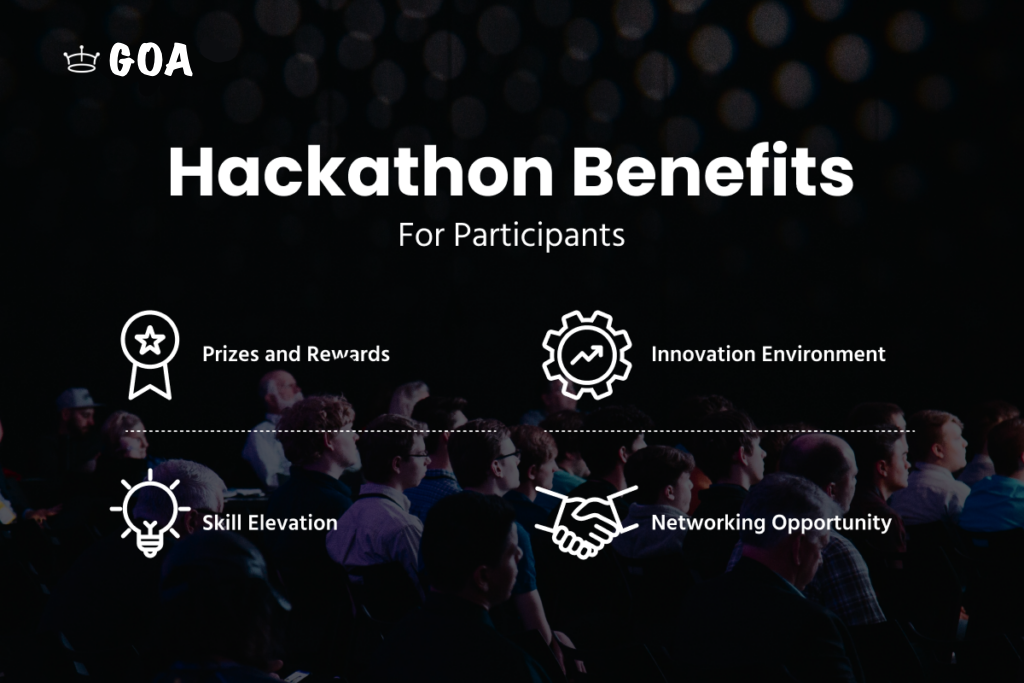 GOA
Hackathon Benefits
For Participants
Prizes and Rewards
Innovation Environment
Skill Elevation
Networking Opportunity